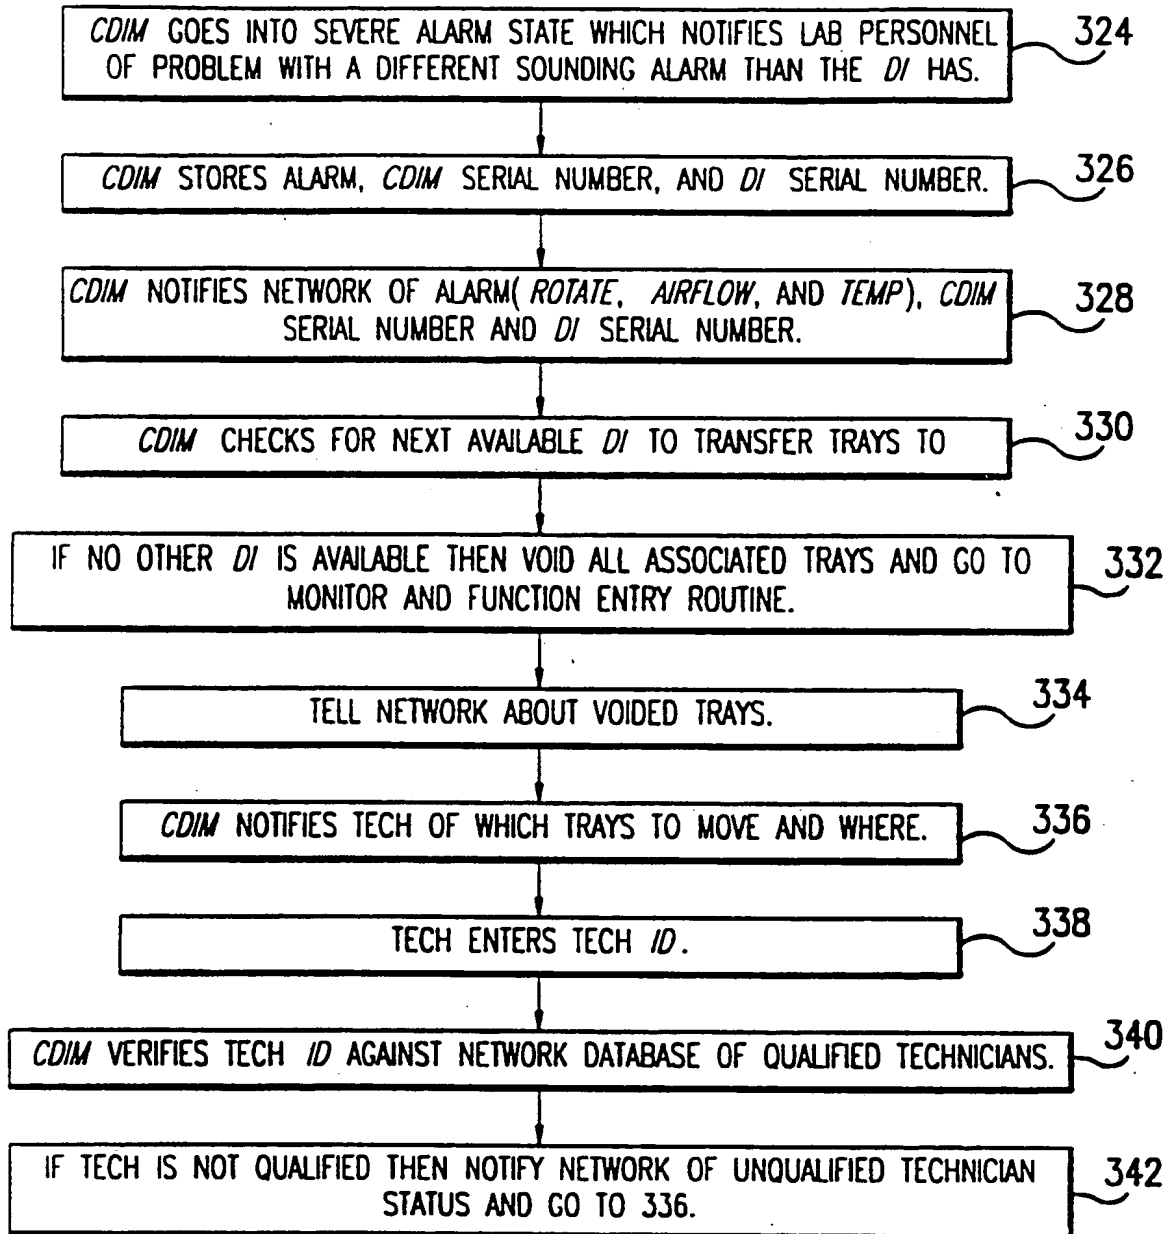 CDIM GOES INTO SEVERE ALARM STATE WHICH NOTIFIES LAB PERSONNEL
OF PROBLEM WITH A DIFFERENT SOUNDING ALARM THAN THE DI HAS.
324
CDIM STORES ALARM, CDIM SERIAL NUMBER, AND DI SERIAL NUMBER.
326
CDIM NOTIFIES NETWORK OF ALARM( ROTATE, AIRFLOW, AND TEMP), CDIM
SERIAL NUMBER AND DI SERIAL NUMBER.
328
CDIM CHECKS FOR NEXT AVAILABLE DI TO TRANSFER TRAYS TO
330
IF NO OTHER DI IS AVAILABLE THEN VOID ALL ASSOCIATED TRAYS AND GO TO
MONITOR AND FUNCTION ENTRY ROUTINE.
332
TELL NETWORK ABOUT VOIDED TRAYS.
334
CDIM NOTIFIES TECH OF WHICH TRAYS TO MOVE AND WHERE.
336
TECH ENTERS TECH ID.
338
CDIM VERIFIES TECH ID AGAINST NETWORK DATABASE OF QUALIFIED TECHNICIANS.
340
IF TECH IS NOT QUALIFIED THEN NOTIFY NETWORK OF UNQUALIFIED TECHNICIAN
STATUS AND GO TO 336.
342